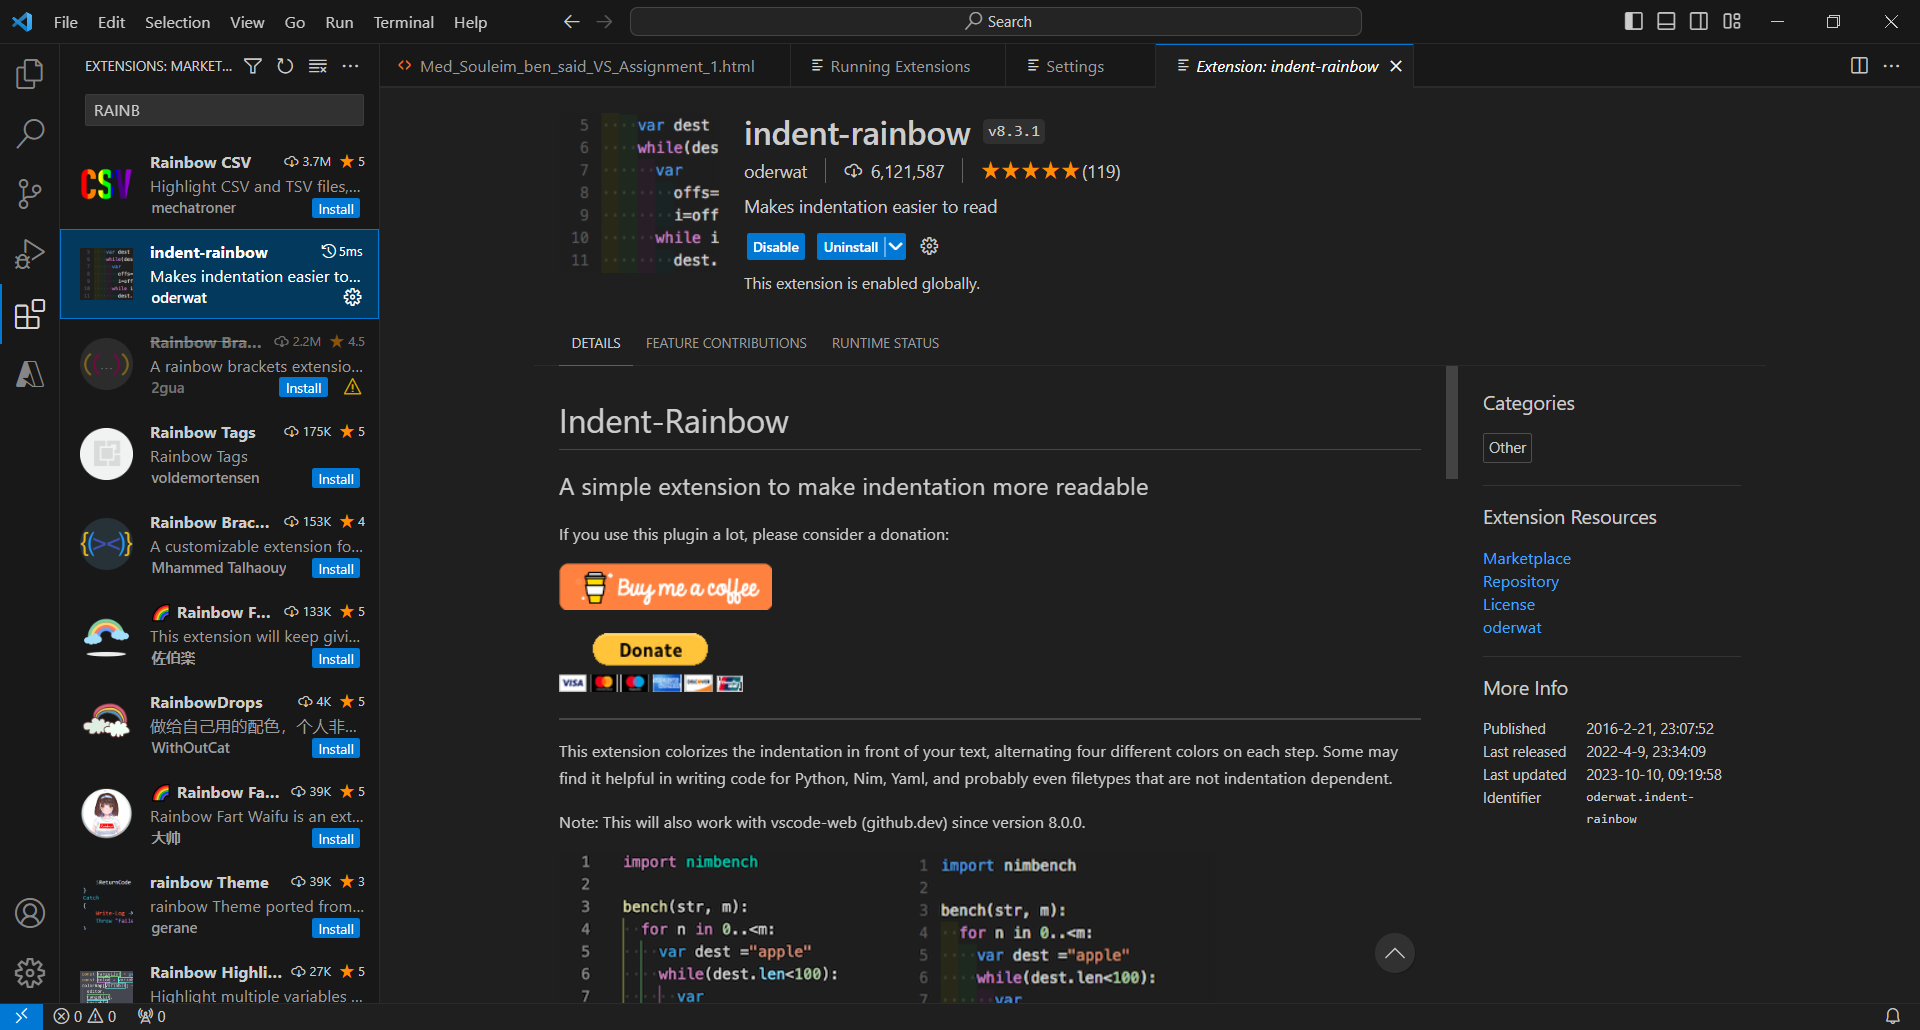 File Edit Selection View Go Run Terminal Help
Search
EXTENSIONS: MARKET...
RAINB
Rainbow CSV 3.7M 5
Highlight CSV and TSV files,...
mechatroner Install
indent-rainbow 5ms
Makes indentation easier to...
oderwat
Rainbow Bra... 2.2M 4.5
A rainbow brackets extensio...
2gua Install
Rainbow Tags 175K 5
Rainbow Tags
voldemortensen Install
Rainbow Brac... 153K 4
A customizable extension fo...
Mhammed Talhaouy Install
🌈 Rainbow F... 133K 5
This extension will keep givi...
佐伯楽 Install
RainbowDrops 4K 5
做给自己用的配色，个人非...
WithOutCat Install
🌈 Rainbow Fa... 39K 5
Rainbow Fart Waifu is an ext...
大帅 Install
rainbow Theme 39K 3
rainbow Theme ported from...
gerane Install
Rainbow Highli... 27K 5
Highlight multiple variables ...
Med_Souleim_ben_said_VS_Assignment_1.html Running Extensions Settings Extension: indent-rainbow
5 var dest
6 while(des
7 var
8 offs=
9 i=off
10 while i
11 dest.
indent-rainbow v8.3.1
oderwat 6,121,587 (119)
Makes indentation easier to read
Disable Uninstall
This extension is enabled globally.
DETAILS FEATURE CONTRIBUTIONS RUNTIME STATUS
Indent-Rainbow
A simple extension to make indentation more readable
If you use this plugin a lot, please consider a donation:
Buy me a coffee
Donate
VISA
This extension colorizes the indentation in front of your text, alternating four different colors on each step. Some may
find it helpful in writing code for Python, Nim, Yaml, and probably even filetypes that are not indentation dependent.
Note: This will also work with vscode-web (github.dev) since version 8.0.0.
1 import nimbench
2
3 bench(str, m):
4 for n in 0..<m:
5 var dest ="apple"
6 while(dest.len<100):
7 var
1 import nimbench
2
3 bench(str, m):
4 for n in 0..<m:
5 var dest ="apple"
6 while(dest.len<100):
7 var
Categories
Other
Extension Resources
Marketplace
Repository
License
oderwat
More Info
Published 2016-2-21, 23:07:52
Last released 2022-4-9, 23:34:09
Last updated 2023-10-10, 09:19:58
Identifier oderwat.indent-
rainbow
0 0 0